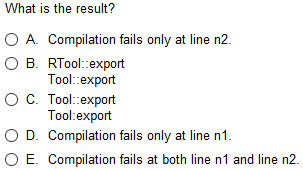 What is the result?
A. Compilation fails only at line n2.
B. RTool::export
Tool::export
C. Tool::export
Tool:export
D. Compilation fails only at line n1.
E. Compilation fails at both line n1 and line n2.